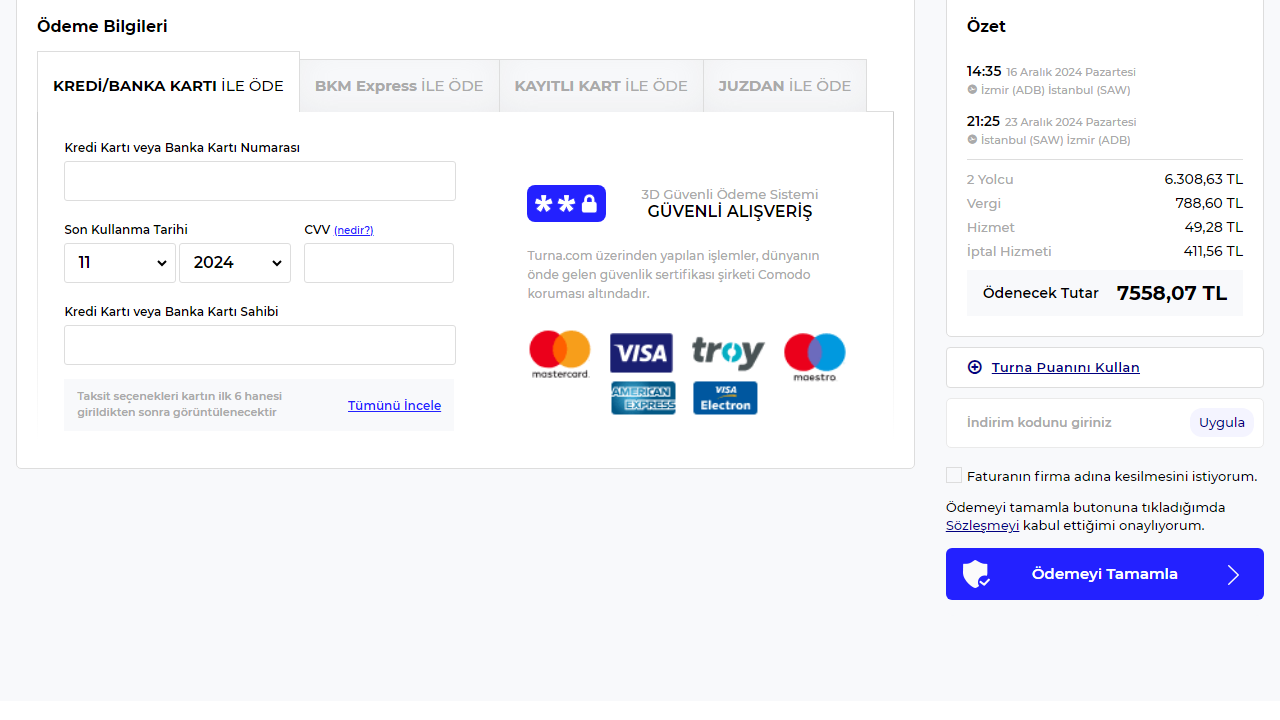 Ödeme Bilgileri
KREDİ/BANKA KARTI İLE ÖDE
BKM Express İLE ÖDE
KAYITLI KART İLE ÖDE
JUZDAN İLE ÖDE
Kredi Kartı veya Banka Kartı Numarası
Son Kullanma Tarihi
CVV (nedir?)
11
2024
Kredi Kartı veya Banka Kartı Sahibi
Taksit seçenekleri kartın ilk 6 hanesi
girildikten sonra görüntülenecektir
Tümünü İncele
**
3D Güvenli Ödeme Sistemi
GÜVENLİ ALIŞVERİŞ
Turna.com üzerinden yapılan işlemler, dünyanın
önde gelen güvenlik sertifikası şirketi Comodo
koruması altındadır.
mastercard.
VISA
troy
maestro
AMERICAN
EXPRESS
VISA
Electron
Özet
14:35 16 Aralık 2024 Pazartesi
İzmir (ADB) İstanbul (SAW)
21:25 23 Aralık 2024 Pazartesi
İstanbul (SAW) İzmir (ADB)
2 Yolcu 6.308,63 TL
Vergi 788,60 TL
Hizmet 49,28 TL
İptal Hizmeti 411,56 TL
Ödenecek Tutar 7558,07 TL
Turna Puanını Kullan
İndirim kodunu giriniz
Uygula
Faturanın firma adına kesilmesini istiyorum.
Ödemeyi tamamla butonuna tıkladığımda
Sözleşmeyi kabul ettiğimi onaylıyorum.
Ödemeyi Tamamla